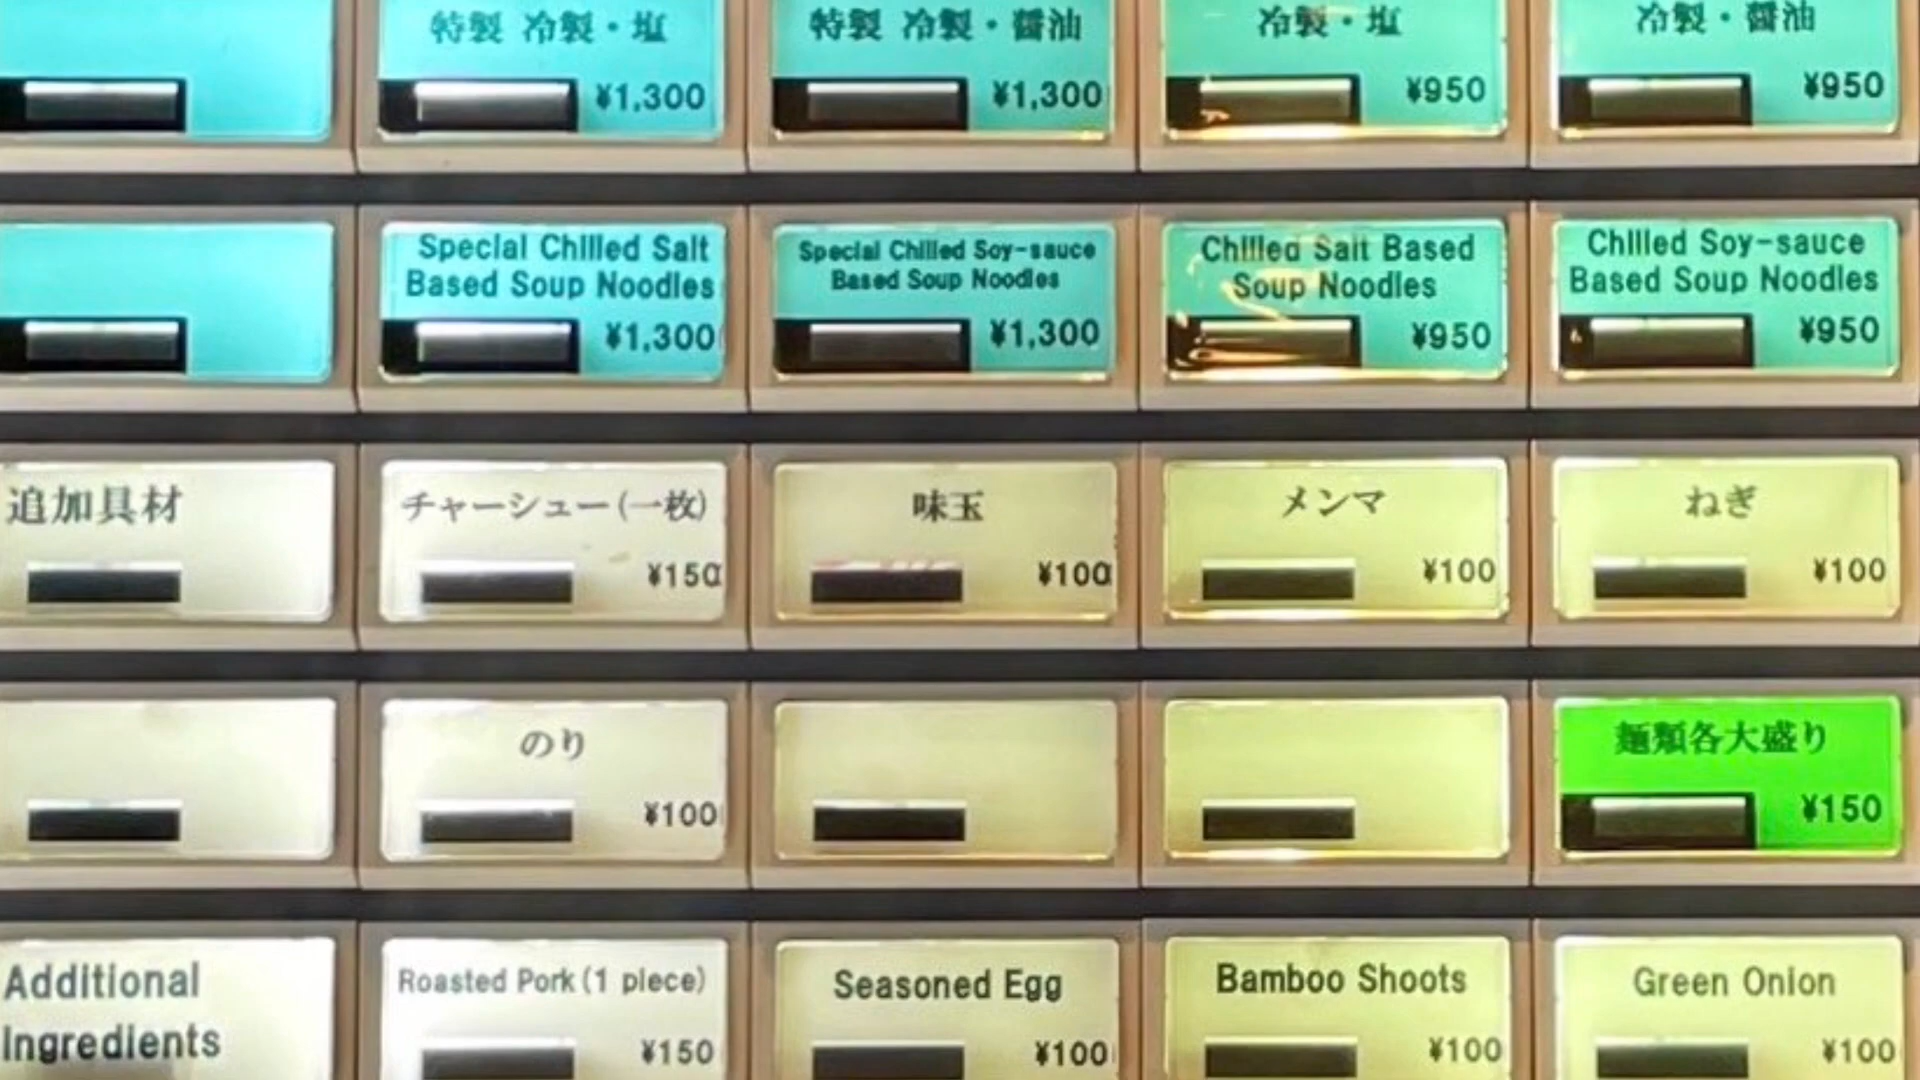 特製 冷製・塩
¥1,300
特製 冷製・醤油
¥1,300
冷製・塩
¥950
冷製・醤油
¥950
Special Chilled Salt
Based Soup Noodles
¥1,300
Special Chilled Soy-sauce
Based Soup Noodles
¥1,300
Chilled Salt Based
Soup Noodles
¥950
Chilled Soy-sauce
Based Soup Noodles
¥950
追加具材
チャーシュー(一枚)
¥150
味玉
¥100
メンマ
¥100
ねぎ
¥100
のり
¥100
麺類各大盛り
¥150
Additional
Ingredients
Roasted Pork(1 piece)
¥150
Seasoned Egg
¥100
Bamboo Shoots
¥100
Green Onion
¥100